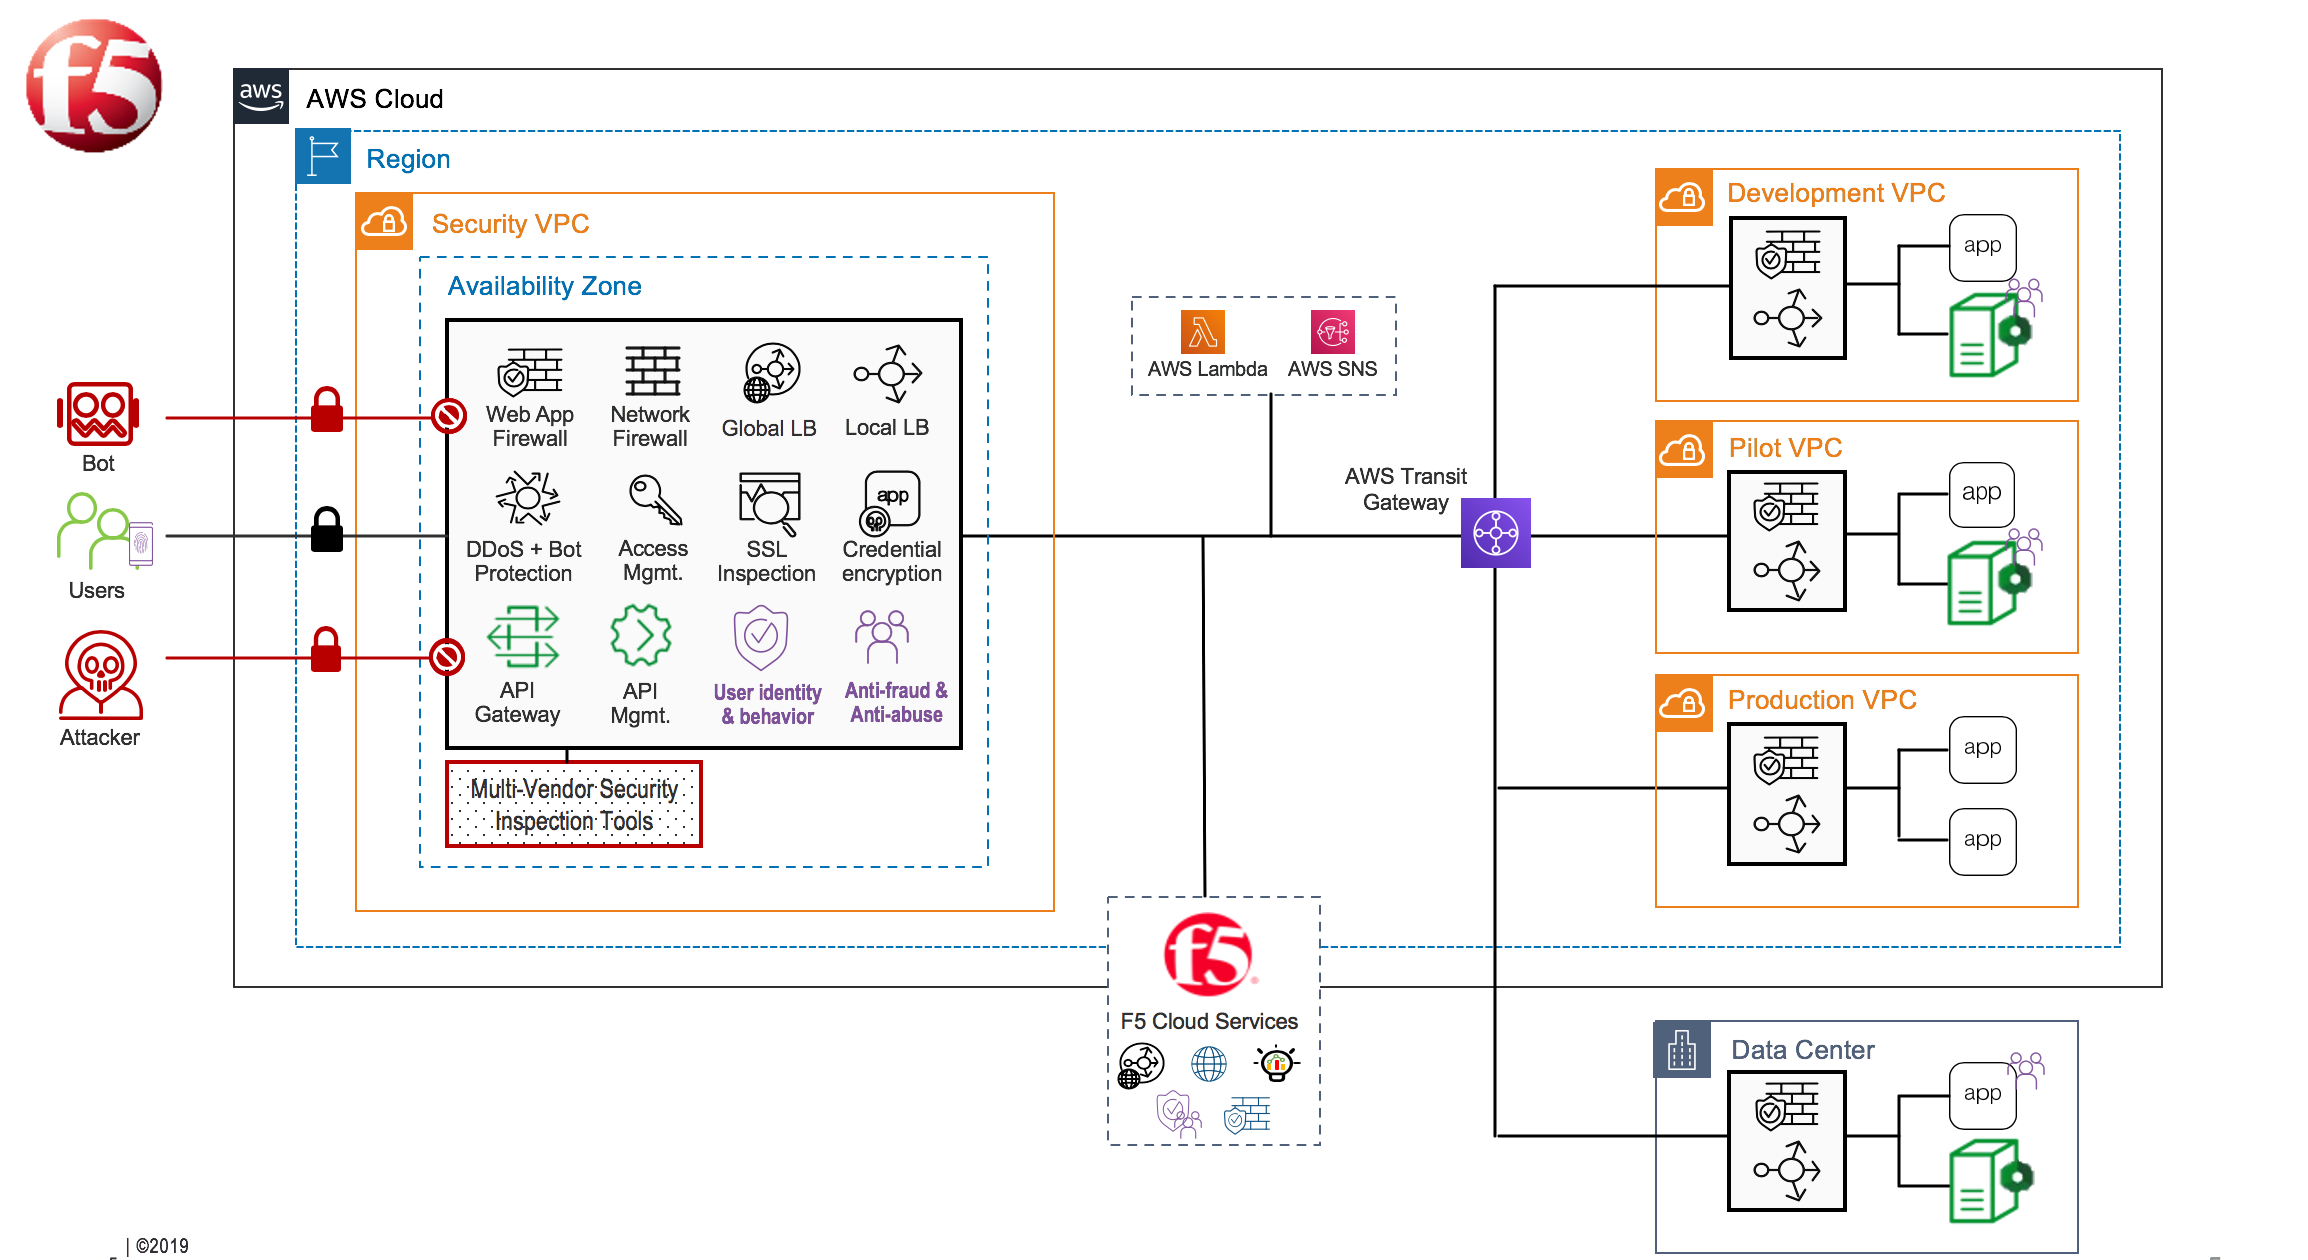 f5
aws
AWS Cloud
Region
Security VPC
Availability Zone
Web App
Firewall
Network
Firewall
Global LB
Local LB
DDoS + Bot
Protection
Access
Mgmt.
SSL
Inspection
app
Credential
encryption
API
Gateway
API
Mgmt.
User identity
& behavior
Anti-fraud &
Anti-abuse
Multi-Vendor Security
Inspection Tools
Bot
Users
Attacker
AWS Lambda
AWS SNS
AWS Transit
Gateway
Development VPC
app
Pilot VPC
app
Production VPC
app
app
f5
F5 Cloud Services
Data Center
app
| ©2019